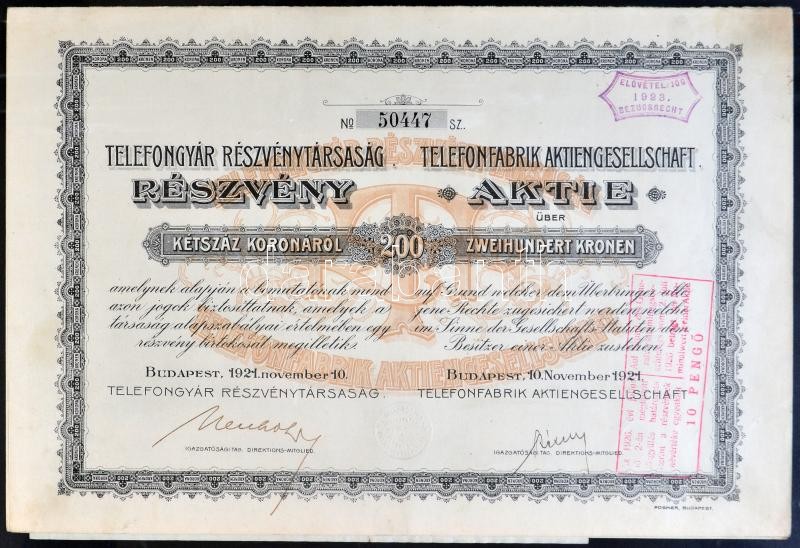 ELŐVÉTELI JOG
1923.
BEZUGSRECHT
No 50447 SZ.
TELEFONGYÁR RÉSZVÉNYTÁRSASÁG.
RÉSZVÉNY
KÉTSZÁZ KORONÁRÓL
200
amelynek alapján a bemutatónak mind
azon jogok biztosíttatnak, amelyek a
társaság alapszabályai értelmében egy
részvény birtokosát megilletik.
BUDAPEST, 1921. november 10.
TELEFONGYÁR RÉSZVÉNYTÁRSASÁG.
IGAZGATÓSÁGI TAG. DIREKTIONS-MITGLIED.
TELEFONFABRIK AKTIENGESELLSCHAFT.
AKTIE
ÜBER
ZWEIHUNDERT KRONEN
auf Grund welcher dem Überbringer alle
jene Rechte zugesichert werden, welche
im Sinne der Gesellschafts-Statuten dem
Besitzer einer Aktie zustehen.
BUDAPEST, 10. November 1921.
TELEFONFABRIK AKTIENGESELLSCHAFT
IGAZGATÓSÁGI TAG. DIREKTIONS-MITGLIED.
10 PENGŐ
POSNER, BUDAPEST.